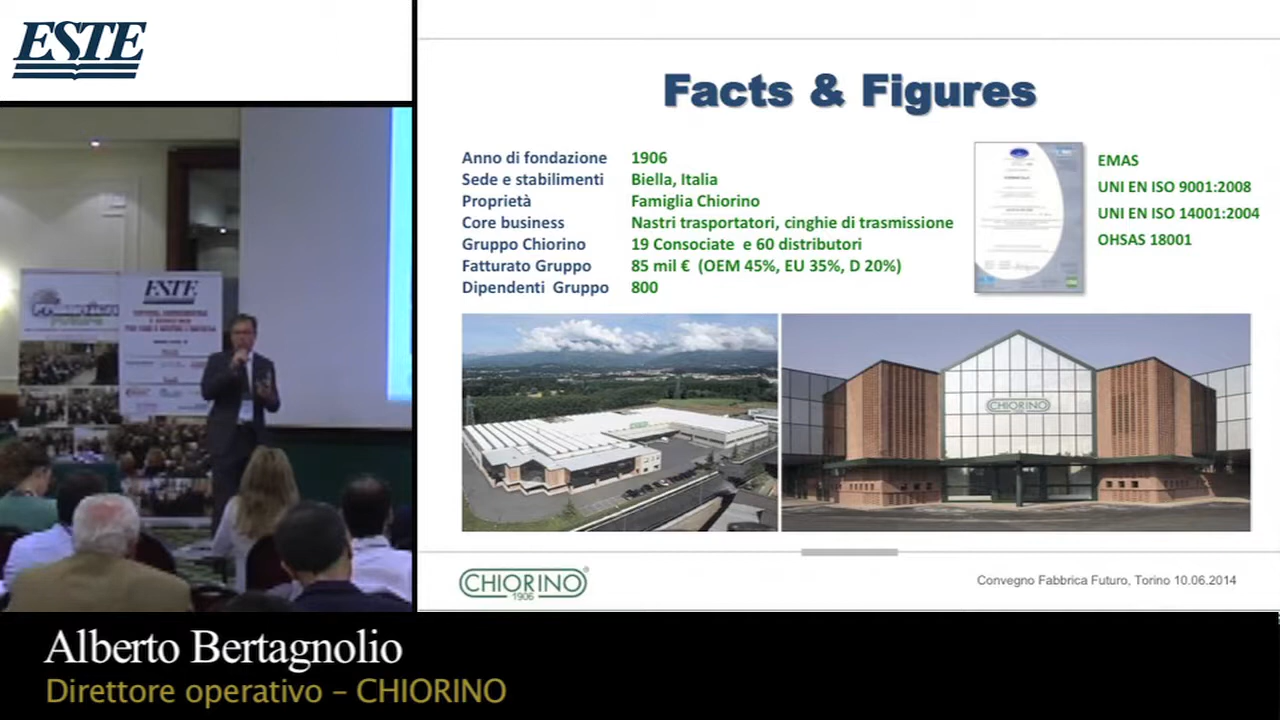 ESTE
Facts & Figures
Anno di fondazione 1906
Sede e stabilimenti Biella, Italia
Proprietà Famiglia Chiorino
Core business Nastri trasportatori, cinghie di trasmissione
Gruppo Chiorino 19 Consociate e 60 distributori
Fatturato Gruppo 85 mil € (OEM 45%, EU 35%, D 20%)
Dipendenti Gruppo 800
EMAS
UNI EN ISO 9001:2008
UNI EN ISO 14001:2004
OHSAS 18001
ESTE
CHIORINO
CHIORINO®
1906
Convegno Fabbrica Futuro, Torino 10.06.2014
Alberto Bertagnolio
Direttore operativo – CHIORINO